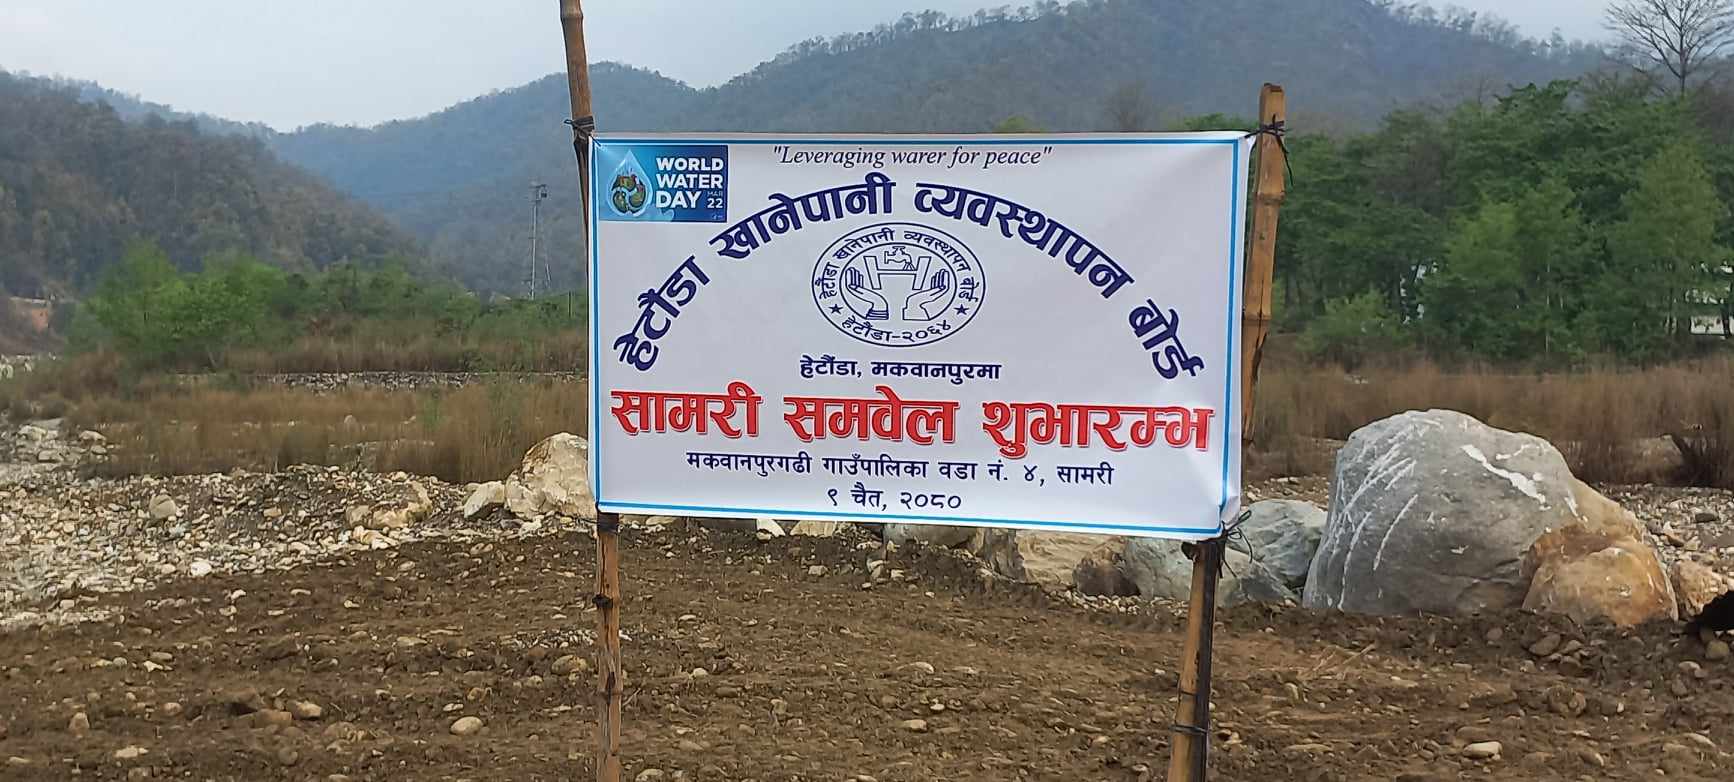 "Leveraging warer for peace"
WORLD
WATER
DAY
MAR
22
हेटौंडा खानेपानी व्यवस्थापन बोर्ड
हेटौंडा खानेपानी व्यवस्थापन बोर्ड
हेटौंडा-२०६४
हेटौंडा, मकवानपुरमा
सामरी समवेल शुभारम्भ
मकवानपुरगढी गाउँपालिका वडा नं. ४, सामरी
९ चैत, २०८०